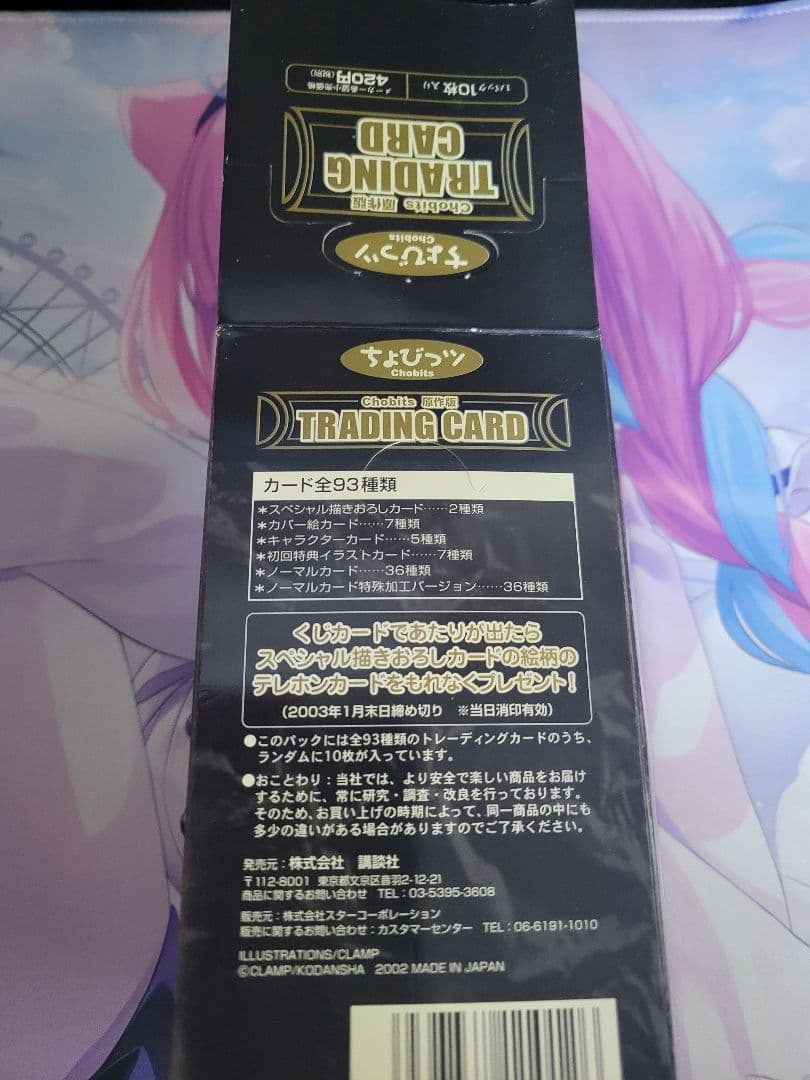 1パック10枚入り
メーカー希望小売価格
420円(税別)
Chobits 原作版
TRADING
CARD
ちょびっツ
Chobits
ちょびっツ
Chobits
Chobits 原作版
TRADING CARD
カード全93種類
*スペシャル描きおろしカード……2種類
*カバー絵カード……7種類
*キャラクターカード……5種類
*初回特典イラストカード……7種類
*ノーマルカード……36種類
*ノーマルカード特殊加工バージョン……36種類
くじカードであたりが出たら
スペシャル描きおろしカードの絵柄の
テレホンカードをもれなくプレゼント!
(2003年1月末日締め切り ※当日消印有効)
●このパックには全93種類のトレーディングカードのうち、
ランダムに10枚が入っています。
●おことわり:当社では、より安全で楽しい商品をお届け
するために、常に研究・調査・改良を行っております。
そのため、お買い上げの時期によって、同一商品の中にも
多少の違いがある場合がありますのでご了承ください。
発売元:株式会社 講談社
〒112-8001 東京都文京区音羽2-12-21
商品に関するお問い合わせ TEL:03-5395-3608
販売元:株式会社スターコーポレーション
販売に関するお問い合わせ:カスタマーセンター TEL:06-6191-1010
ILLUSTRATIONS/CLAMP
©CLAMP/KODANSHA 2002 MADE IN JAPAN